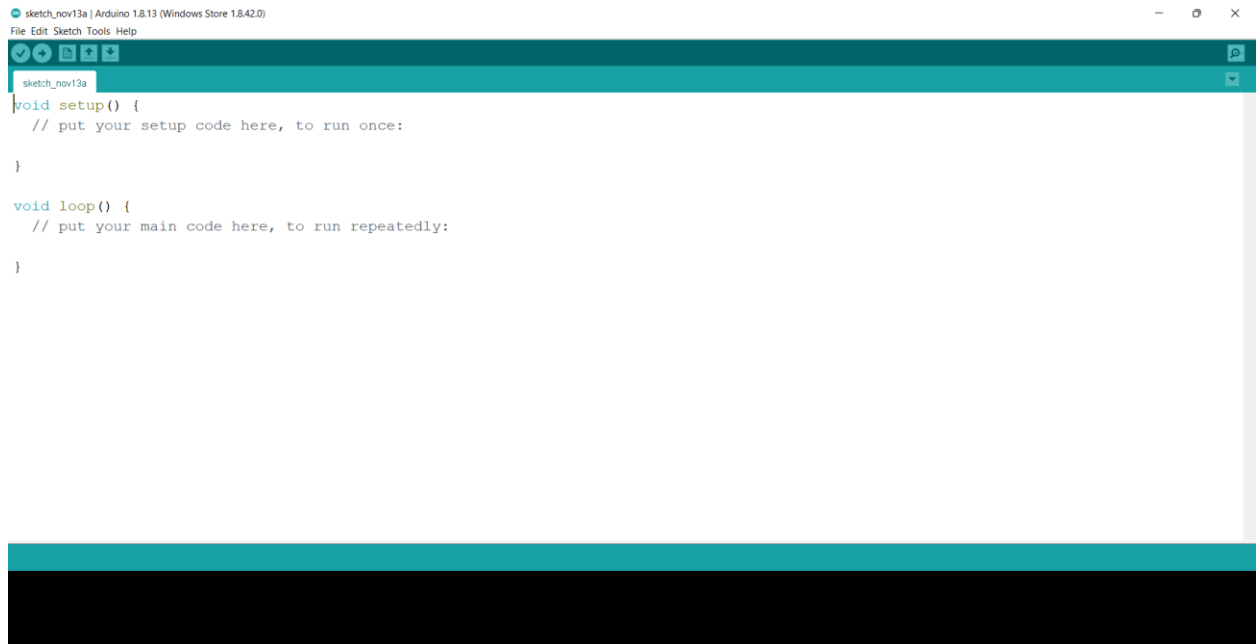 sketch_nov13a | Arduino 1.8.13 (Windows Store 1.8.42.0)
File Edit Sketch Tools Help
sketch_nov13a
void setup() {
  // put your setup code here, to run once:
}
void loop() {
  // put your main code here, to run repeatedly:
}